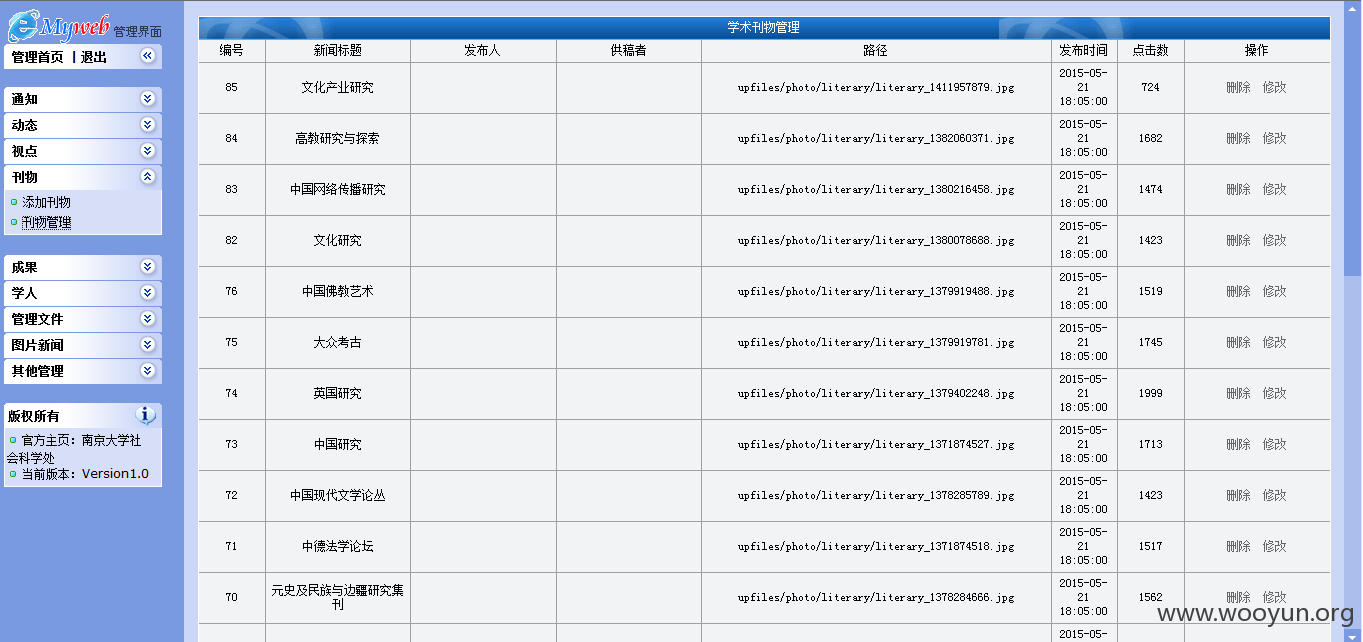 Myweb 管理界面
管理首页 | 退出
通知
动态
视点
刊物
添加刊物
刊物管理
成果
学人
管理文件
图片新闻
其他管理
版权所有
官方主页：南京大学社
会科学处
当前版本：Version1.0
学术刊物管理
编号 新闻标题 发布人 供稿者 路径 发布时间 点击数 操作
85 文化产业研究 upfiles/photo/literary/literary_1411957879.jpg 2015-05-21 18:05:00 724 删除 修改
84 高教研究与探索 upfiles/photo/literary/literary_1382060371.jpg 2015-05-21 18:05:00 1682 删除 修改
83 中国网络传播研究 upfiles/photo/literary/literary_1380216458.jpg 2015-05-21 18:05:00 1474 删除 修改
82 文化研究 upfiles/photo/literary/literary_1380078688.jpg 2015-05-21 18:05:00 1423 删除 修改
76 中国佛教艺术 upfiles/photo/literary/literary_1379919488.jpg 2015-05-21 18:05:00 1519 删除 修改
75 大众考古 upfiles/photo/literary/literary_1379919781.jpg 2015-05-21 18:05:00 1745 删除 修改
74 英国研究 upfiles/photo/literary/literary_1379402248.jpg 2015-05-21 18:05:00 1999 删除 修改
73 中国研究 upfiles/photo/literary/literary_1371874527.jpg 2015-05-21 18:05:00 1713 删除 修改
72 中国现代文学论丛 upfiles/photo/literary/literary_1378285789.jpg 2015-05-21 18:05:00 1423 删除 修改
71 中德法学论坛 upfiles/photo/literary/literary_1371874518.jpg 2015-05-21 18:05:00 1517 删除 修改
70 元史及民族与边疆研究集刊 upfiles/photo/literary/literary_1378284666.jpg 2015-05-21 18:05:00 1562 删除 修改
2015-05-
www.wooyun.org